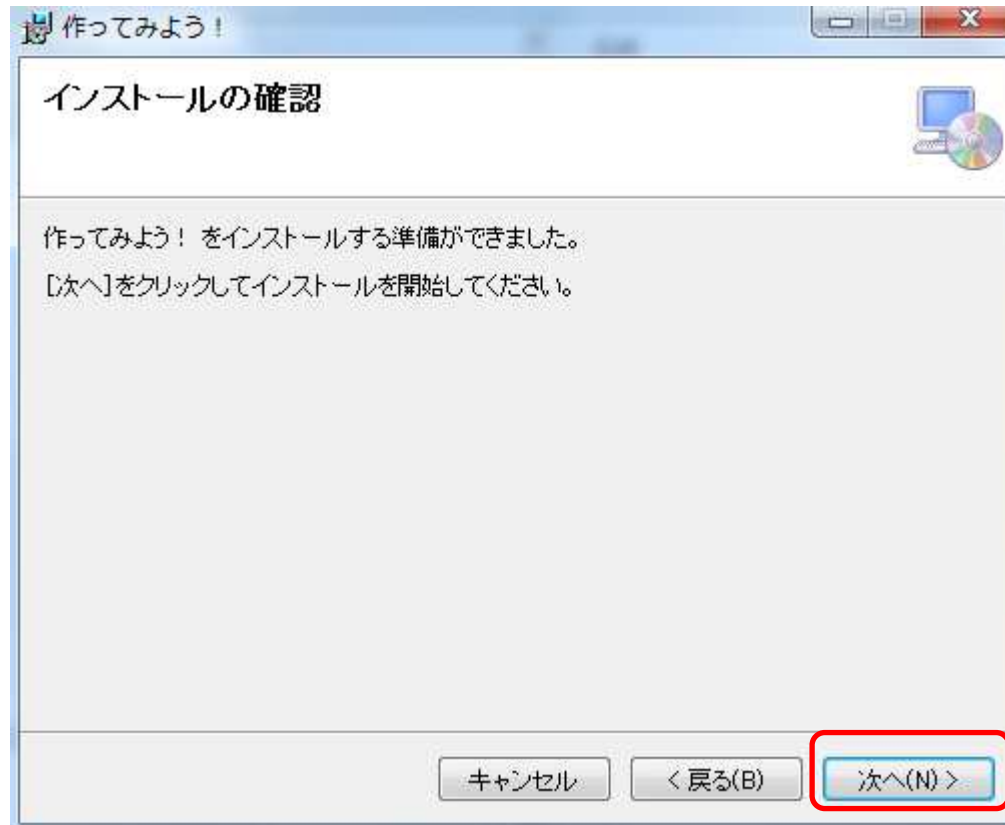 作ってみよう！
インストールの確認
作ってみよう！ をインストールする準備ができました。
[次へ]をクリックしてインストールを開始してください。
キャンセル
< 戻る(B)
次へ(N) >